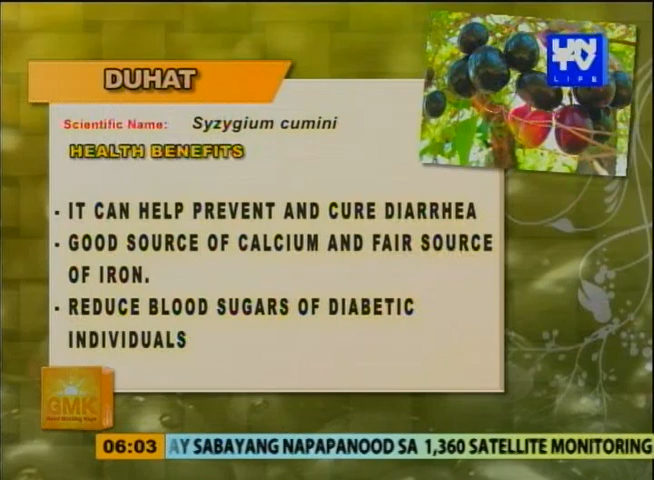 DUHAT
UNTV
LIFE
Scientific Name: Syzygium cumini
HEALTH BENEFITS
- IT CAN HELP PREVENT AND CURE DIARRHEA
- GOOD SOURCE OF CALCIUM AND FAIR SOURCE
OF IRON.
- REDUCE BLOOD SUGARS OF DIABETIC
INDIVIDUALS
GMK
06:03 AY SABAYANG NAPAPANOOD SA 1,360 SATELLITE MONITORING